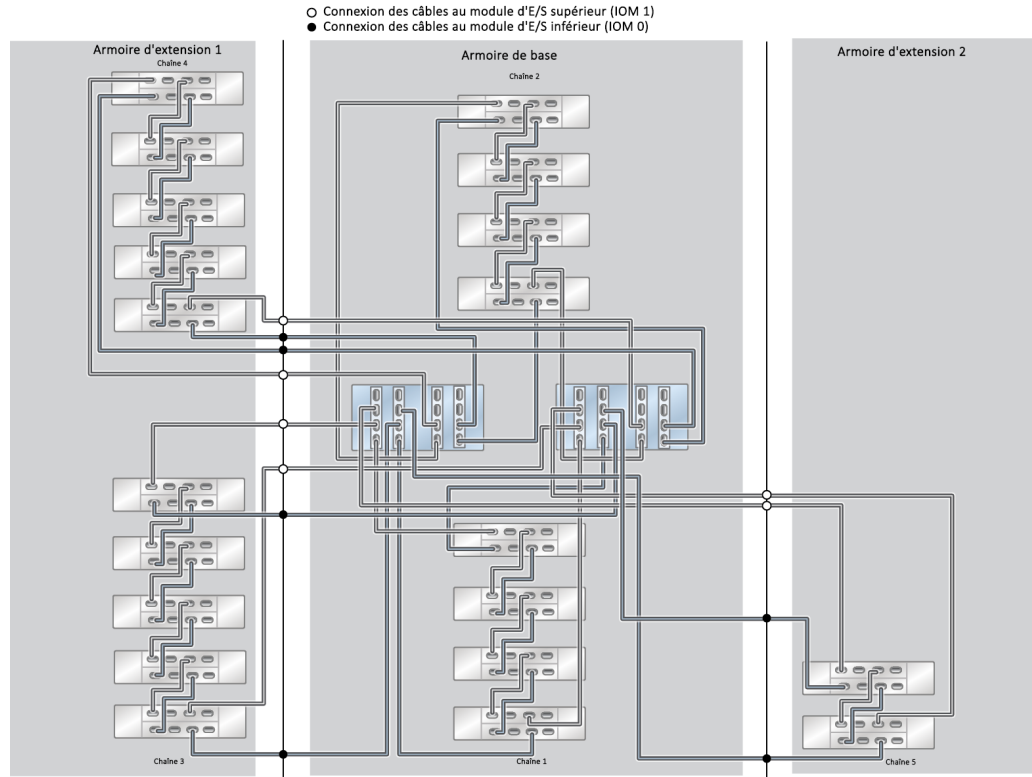 Connexion des câbles au module d'E/S supérieur (IOM 1)
Connexion des câbles au module d'E/S inférieur (IOM 0)
Armoire d'extension 1
Chaîne 4
Armoire de base
Chaîne 2
Armoire d'extension 2
Chaîne 3
Chaîne 1
Chaîne 5